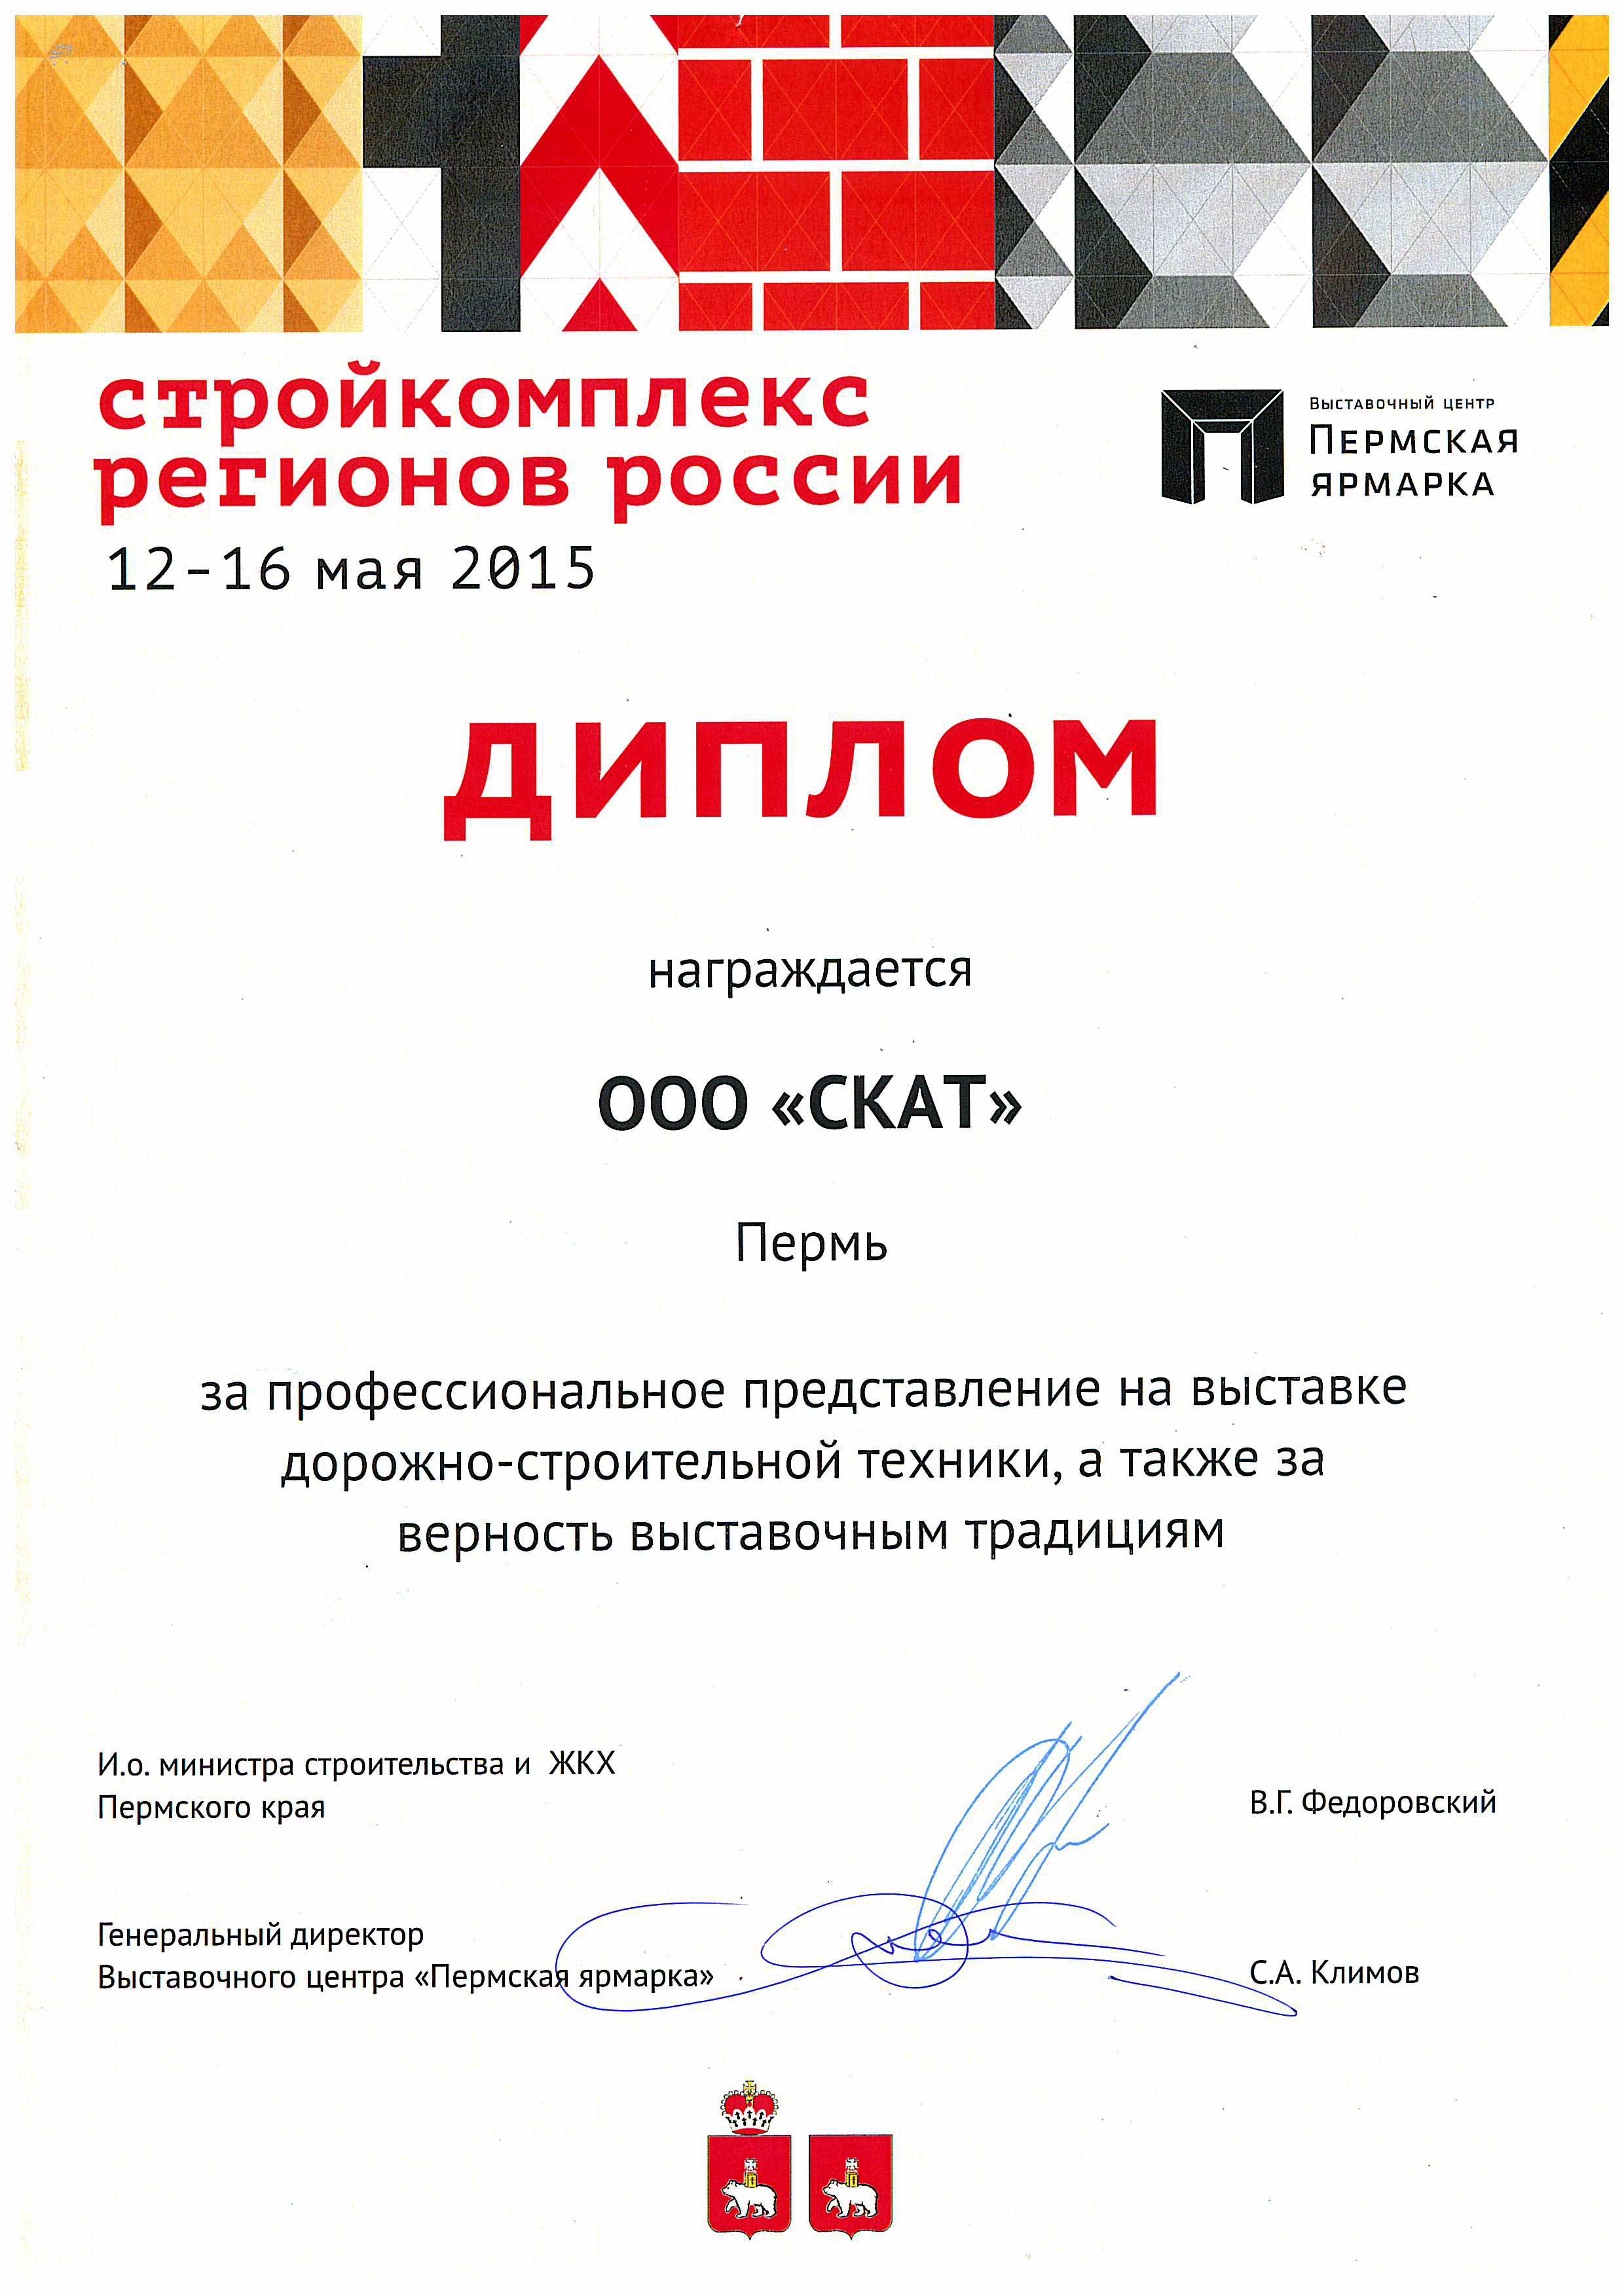 стройкомплекс
регионов россии
12-16 мая 2015
Выставочный центр
Пермская
ярмарка
ДИПЛОМ
награждается
ООО «СКАТ»
Пермь
за профессиональное представление на выставке
дорожно-строительной техники, а также за
верность выставочным традициям
И.о. министра строительства и ЖКХ
Пермского края
В.Г. Федоровский
Генеральный директор
Выставочного центра «Пермская ярмарка»
С.А. Климов